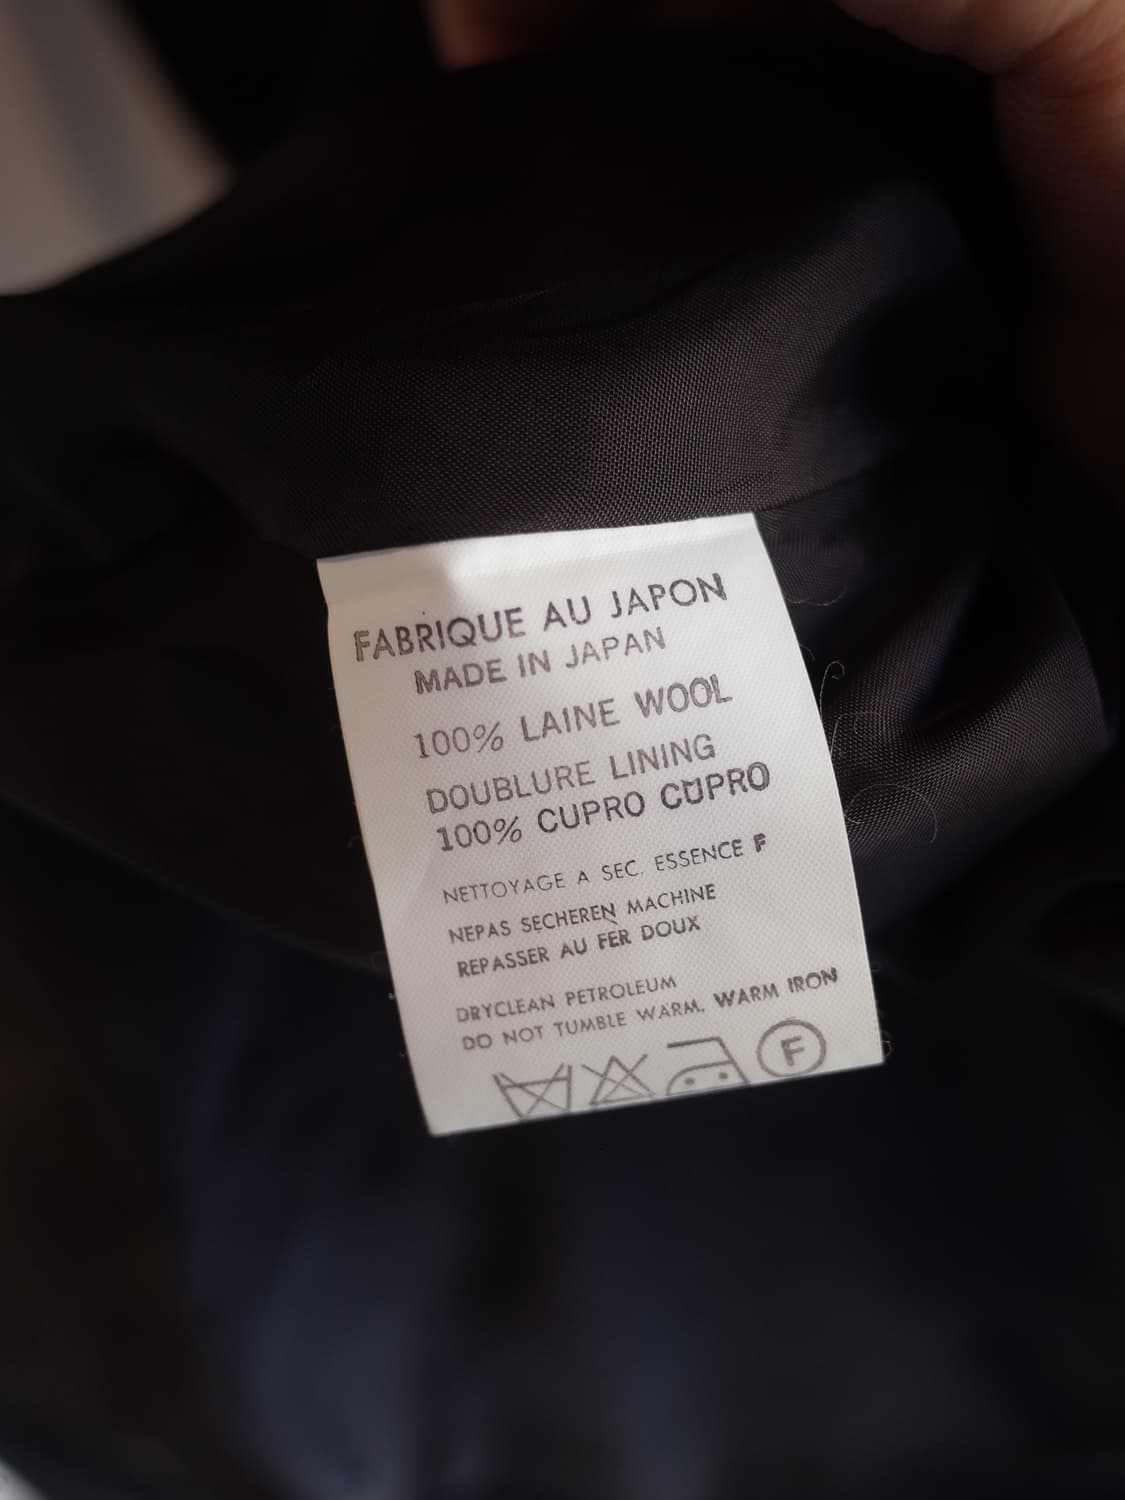 FABRIQUE AU JAPON
MADE IN JAPAN
100% LAINE WOOL
DOUBLURE LINING
100% CUPRO CUPRO
NETTOYAGE A SEC. ESSENCE F
NEPAS SECHEREN MACHINE
REPASSER AU FER DOUX
DRYCLEAN PETROLEUM
DO NOT TUMBLE WARM. WARM IRON
F